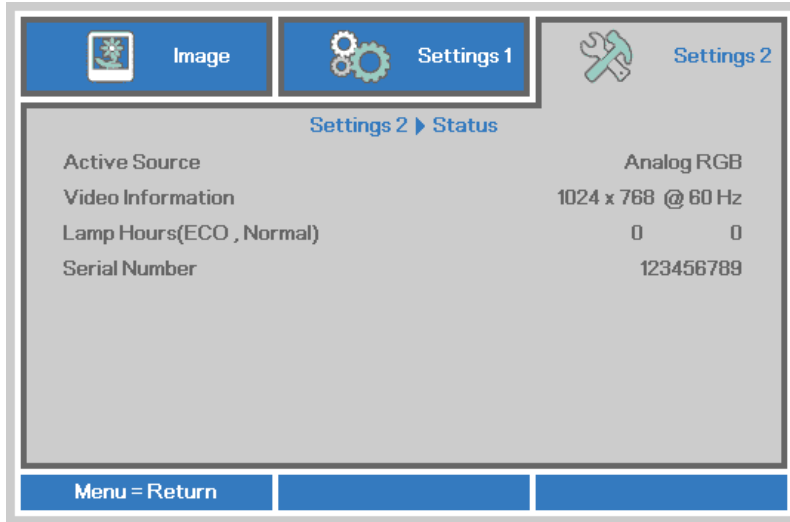 Image
Settings 1
Settings 2
Settings 2 ▶ Status
Active Source Analog RGB
Video Information 1024 x 768 @ 60 Hz
Lamp Hours(ECO , Normal) 0 0
Serial Number 123456789
Menu = Return